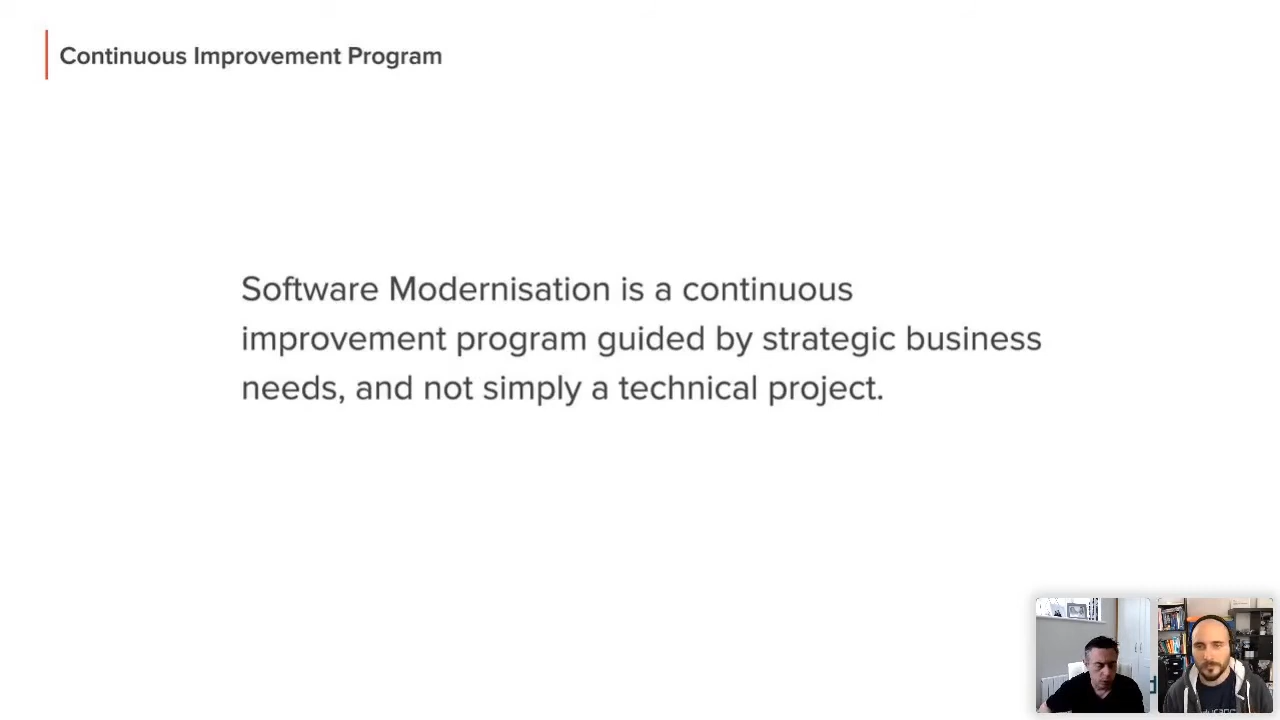 Continuous Improvement Program
Software Modernisation is a continuous
improvement program guided by strategic business
needs, and not simply a technical project.